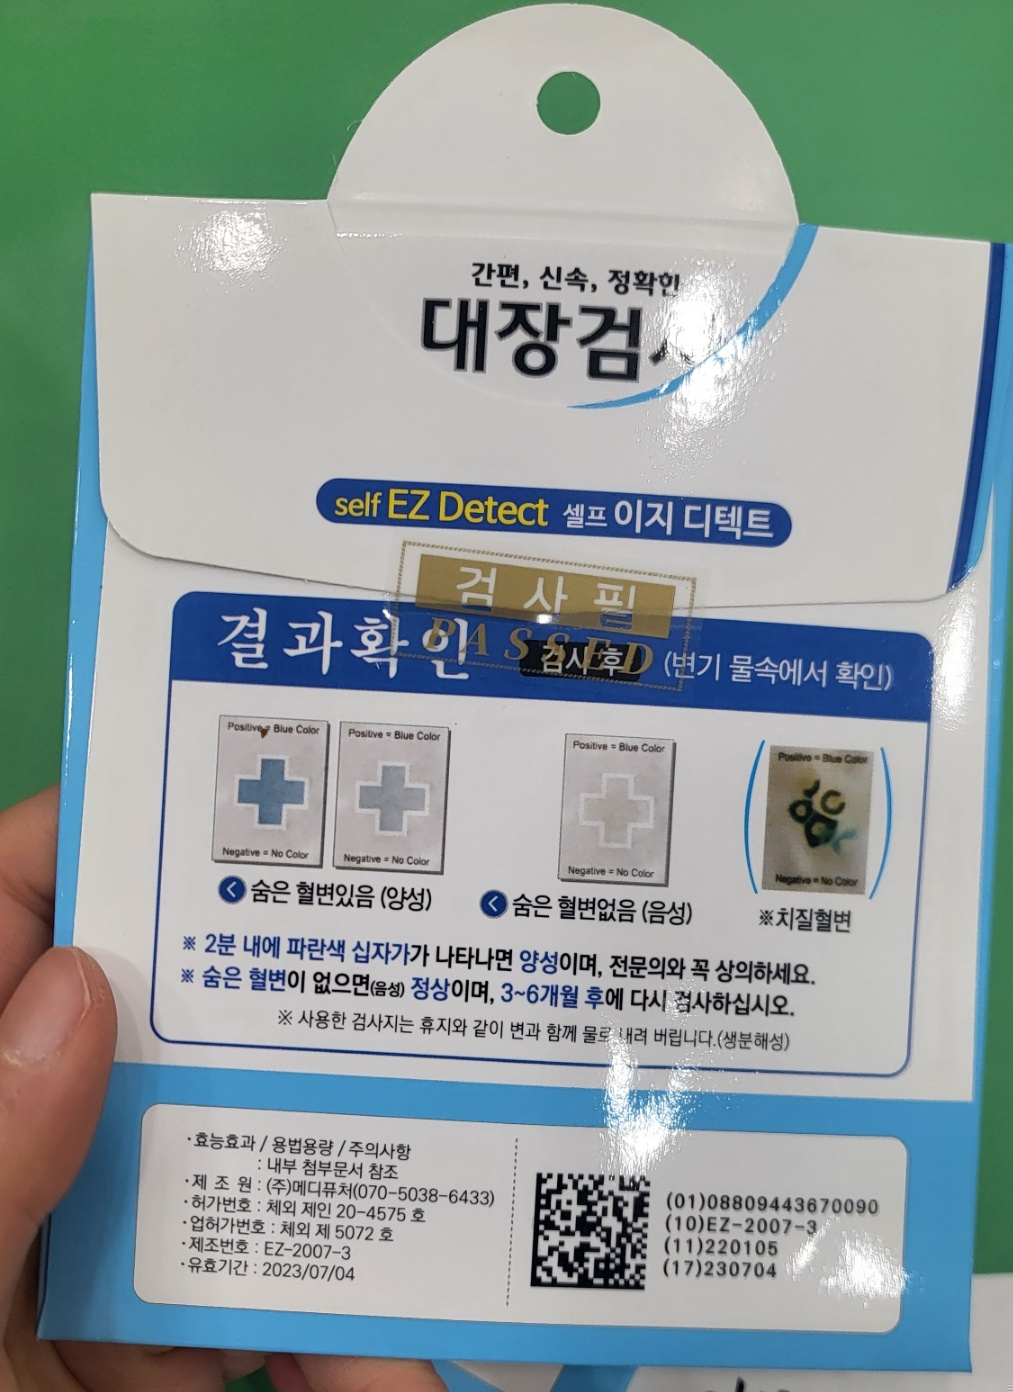 간편, 신속, 정확한
대장검사
self EZ Detect 셀프 이지 디텍트
검사필
PASSED
결과확인 검사 후 (변기 물속에서 확인)
Positive = Blue Color
Negative = No Color
Positive = Blue Color
Negative = No Color
Positive = Blue Color
Negative = No Color
Positive = Blue Color
Negative = No Color
숨은 혈변있음 (양성)
숨은 혈변없음 (음성)
※치질혈변
※ 2분 내에 파란색 십자가가 나타나면 양성이며, 전문의와 꼭 상의하세요.
※ 숨은 혈변이 없으면(음성) 정상이며, 3~6개월 후에 다시 검사하십시오.
※ 사용한 검사지는 휴지와 같이 변과 함께 물로 내려 버립니다.(생분해성)
·효능효과 / 용법용량 / 주의사항
: 내부 첨부문서 참조
·제 조 원 : (주)메디퓨처(070-5038-6433)
·허가번호 : 체외 제인 20-4575 호
·업허가번호 : 체외 제 5072 호
·제조번호 : EZ-2007-3
·유효기간 : 2023/07/04
(01)08809443670090
(10)EZ-2007-3
(11)220105
(17)230704